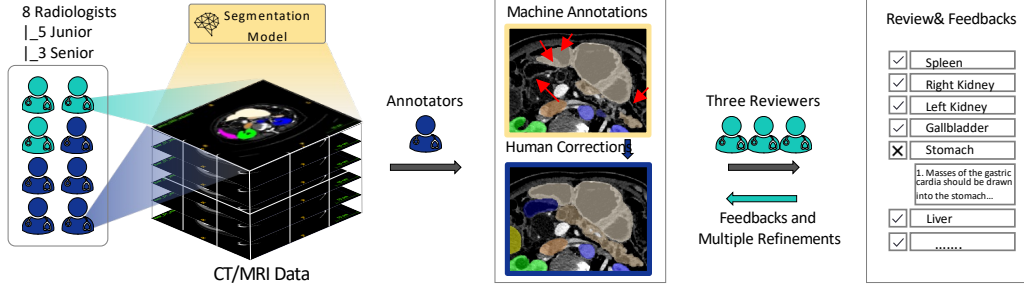 8 Radiologists
|_5 Junior
|_3 Senior
Segmentation
Model
CT/MRI Data
Annotators
Machine Annotations
Human Corrections
Three Reviewers
Feedbacks and
Multiple Refinements
Review& Feedbacks
Spleen
Right Kidney
Left Kidney
Gallbladder
Stomach
1. Masses of the gastric
cardia should be drawn
into the stomach...
Liver
.......